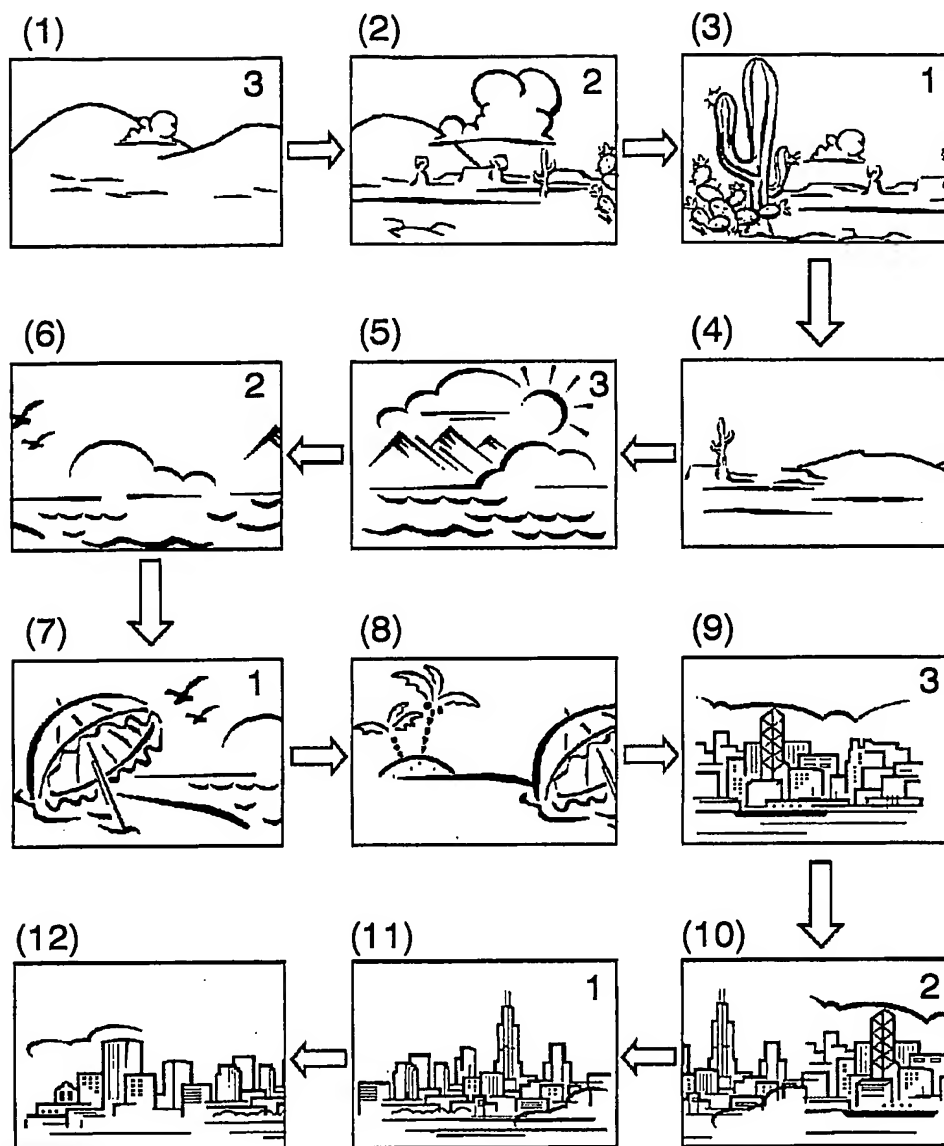 (1) (2) (3)
3 2 1
(6) (5) (4)
2 3
(7) (8) (9)
1 3
(12) (11) (10)
1 2